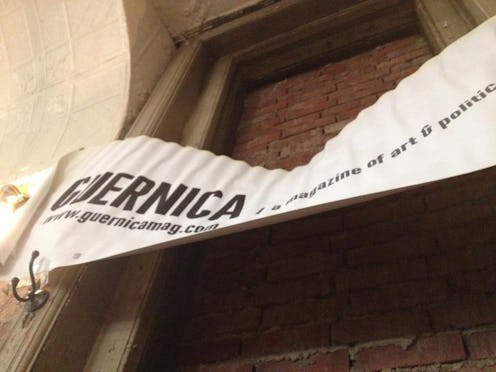 GUERNICA / a magazine of art & politic
www.guernicamag.com